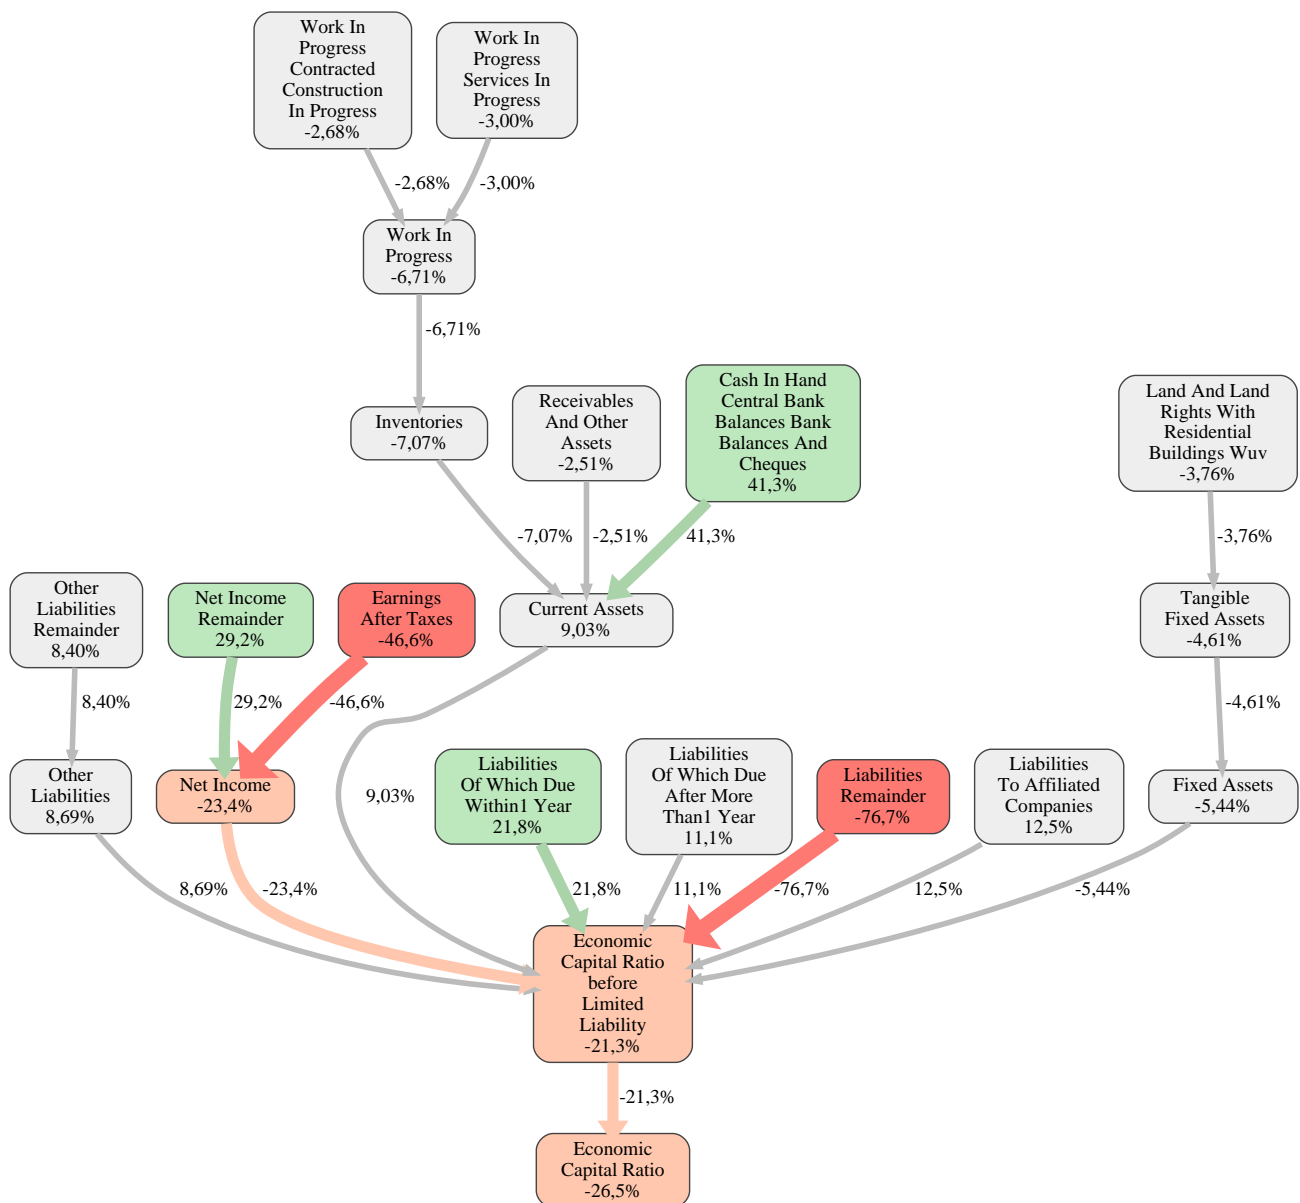 Work In
Progress
Contracted
Construction
In Progress
-2,68%
Work In
Progress
Services In
Progress
-3,00%
-2,68%
-3,00%
Work In
Progress
-6,71%
-6,71%
Inventories
-7,07%
Receivables
And Other
Assets
-2,51%
Cash In Hand
Central Bank
Balances Bank
Balances And
Cheques
41,3%
Land And Land
Rights With
Residential
Buildings Wuv
-3,76%
-7,07%
-2,51%
41,3%
-3,76%
Other
Liabilities
Remainder
8,40%
Net Income
Remainder
29,2%
Earnings
After Taxes
-46,6%
Current Assets
9,03%
Tangible
Fixed Assets
-4,61%
8,40%
29,2%
-46,6%
-4,61%
Other
Liabilities
8,69%
Net Income
-23,4%
9,03%
Liabilities
Of Which Due
Within1 Year
21,8%
Liabilities
Of Which Due
After More
Than1 Year
11,1%
Liabilities
Remainder
-76,7%
Liabilities
To Affiliated
Companies
12,5%
Fixed Assets
-5,44%
8,69%
-23,4%
21,8%
11,1%
-76,7%
12,5%
-5,44%
Economic
Capital Ratio
before
Limited
Liability
-21,3%
-21,3%
Economic
Capital Ratio
-26,5%